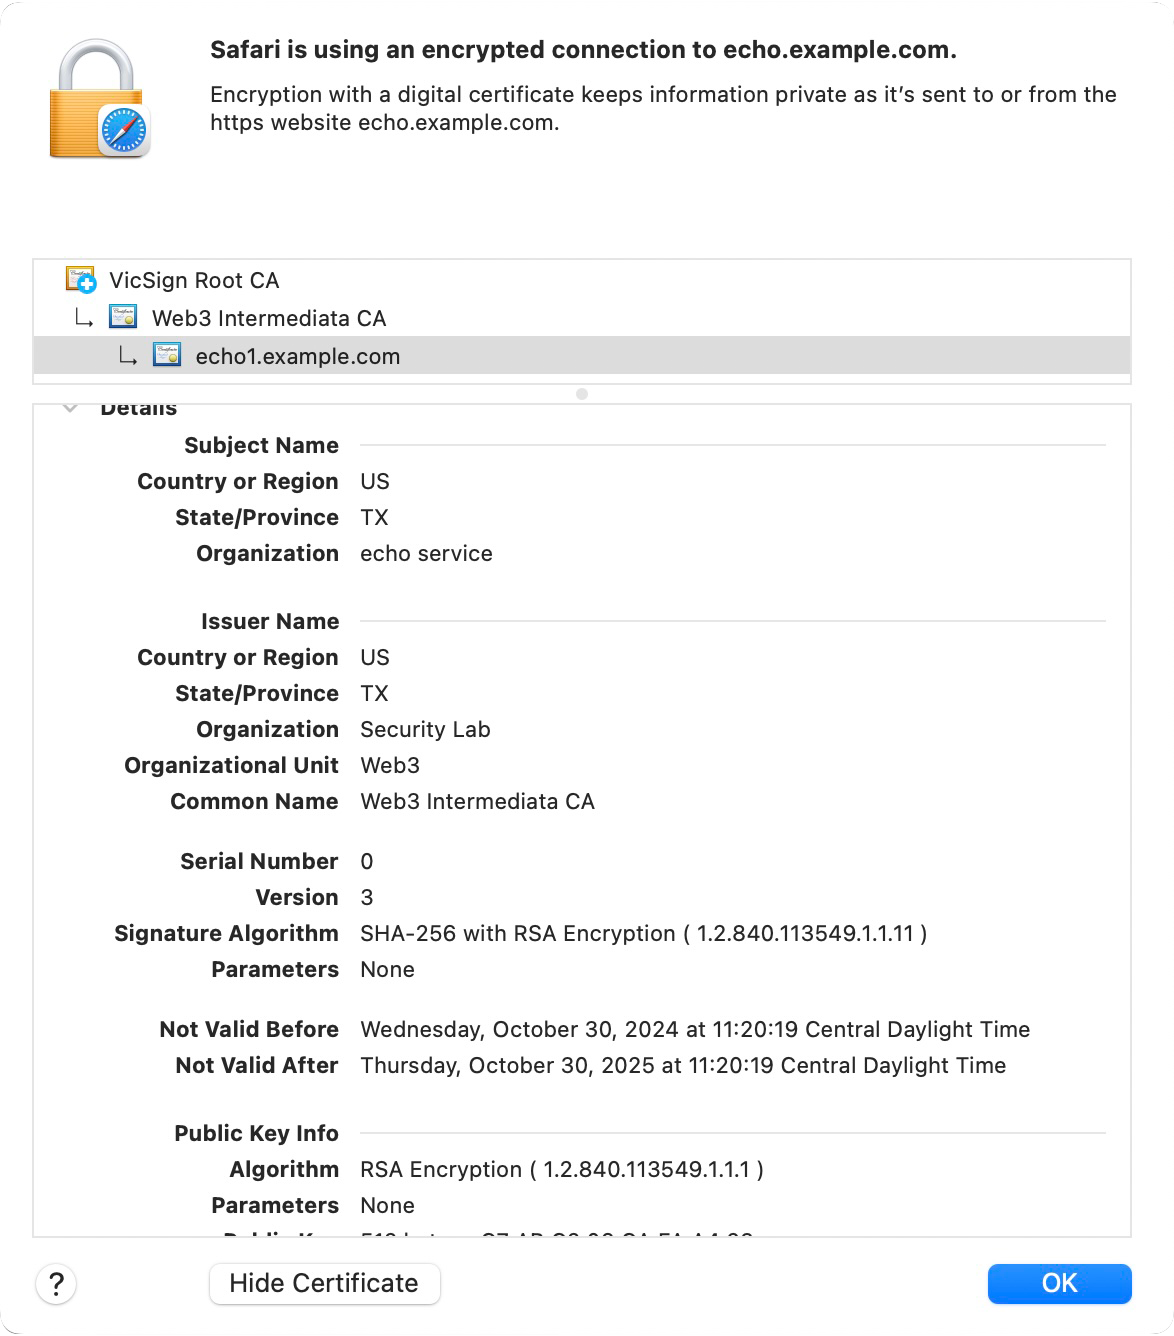 Safari is using an encrypted connection to echo.example.com.
Encryption with a digital certificate keeps information private as it’s sent to or from the
https website echo.example.com.
VicSign Root CA
Web3 Intermediata CA
echo1.example.com
Details
Subject Name
Country or Region US
State/Province TX
Organization echo service
Issuer Name
Country or Region US
State/Province TX
Organization Security Lab
Organizational Unit Web3
Common Name Web3 Intermediata CA
Serial Number 0
Version 3
Signature Algorithm SHA-256 with RSA Encryption ( 1.2.840.113549.1.1.11 )
Parameters None
Not Valid Before Wednesday, October 30, 2024 at 11:20:19 Central Daylight Time
Not Valid After Thursday, October 30, 2025 at 11:20:19 Central Daylight Time
Public Key Info
Algorithm RSA Encryption ( 1.2.840.113549.1.1.1 )
Parameters None
?
Hide Certificate
OK